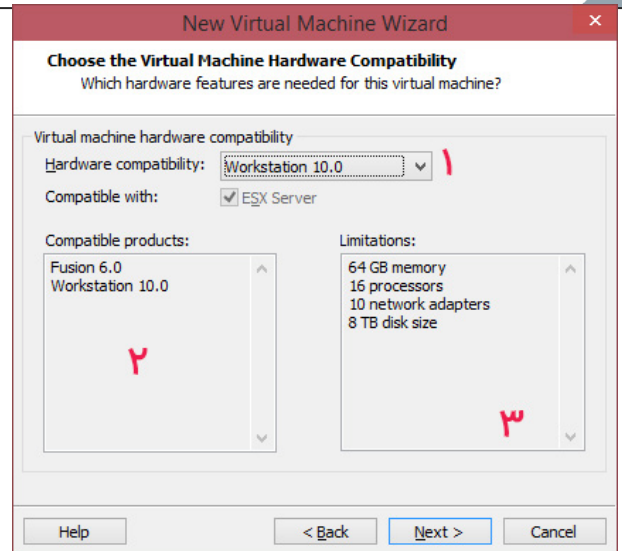 New Virtual Machine Wizard
Choose the Virtual Machine Hardware Compatibility
Which hardware features are needed for this virtual machine?
Virtual machine hardware compatibility
Hardware compatibility: Workstation 10.0 ۱
Compatible with: ESX Server
Compatible products:
Fusion 6.0
Workstation 10.0
۲
Limitations:
64 GB memory
16 processors
10 network adapters
8 TB disk size
۳
Help < Back Next > Cancel